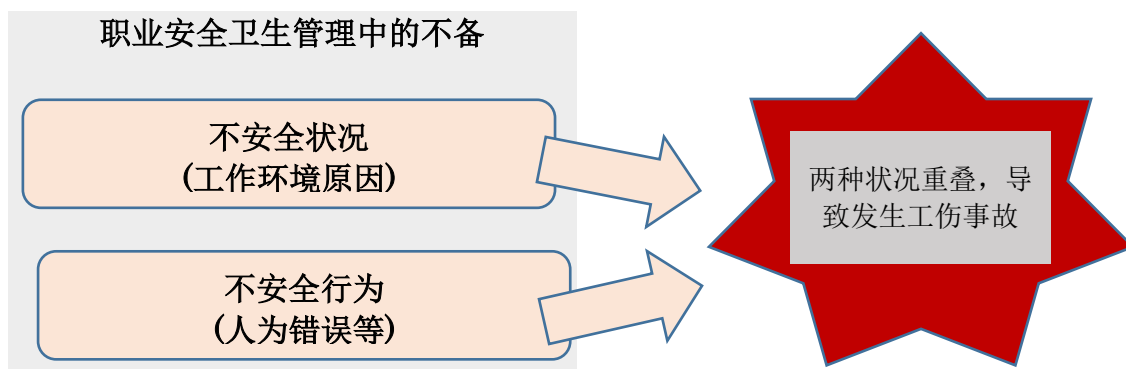 职业安全卫生管理中的不备
不安全状况
(工作环境原因)
不安全行为
(人为错误等)
两种状况重叠，导
致发生工伤事故